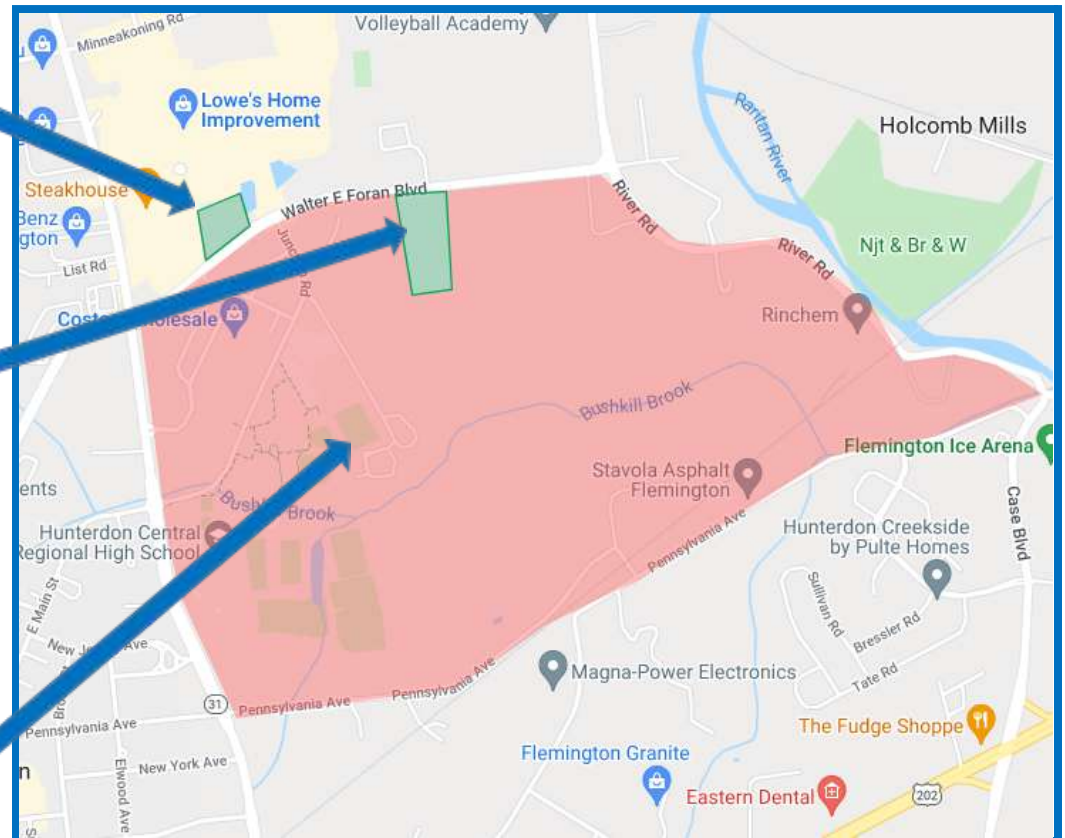 Volleyball Academy
Minneakoning Rd
Lowe's Home
Improvement
Raritan River
Holcomb Mills
Steakhouse
Walter E Foran Blvd
River Rd
Benz
gton
River Rd
Njt & Br & W
List Rd
Rinchem
Bushkill Brook
Flemington Ice Arena
Stavola Asphalt
Flemington
ents
Brook
Hunterdon Central
Regional High School
Pennsylvania Ave
Case Blvd
Hunterdon Creekside
by Pulte Homes
E Main St
Sullivan Rd
Bressler Rd
Tate Rd
Ave
Magna-Power Electronics
31
Pennsylvania Ave
Pennsylvania Ave
Pennsylvania Ave
The Fudge Shoppe
n
New York Ave
Elwood Ave
Flemington Granite
Eastern Dental
202